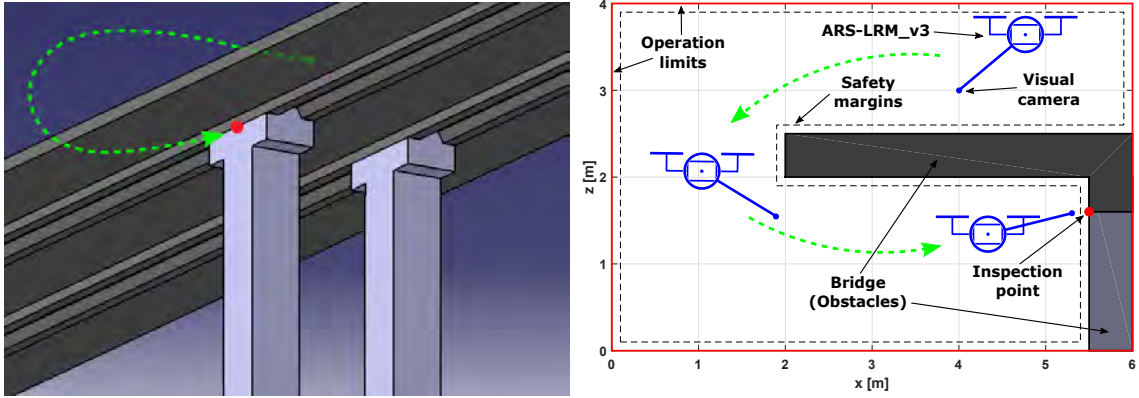 4
Operation
limits
ARS-LRM_v3
Safety
margins
Visual
camera
3
z [m]
2
Bridge
(Obstacles)
Inspection
point
1
0
0
1
2
3
4
5
6
x [m]